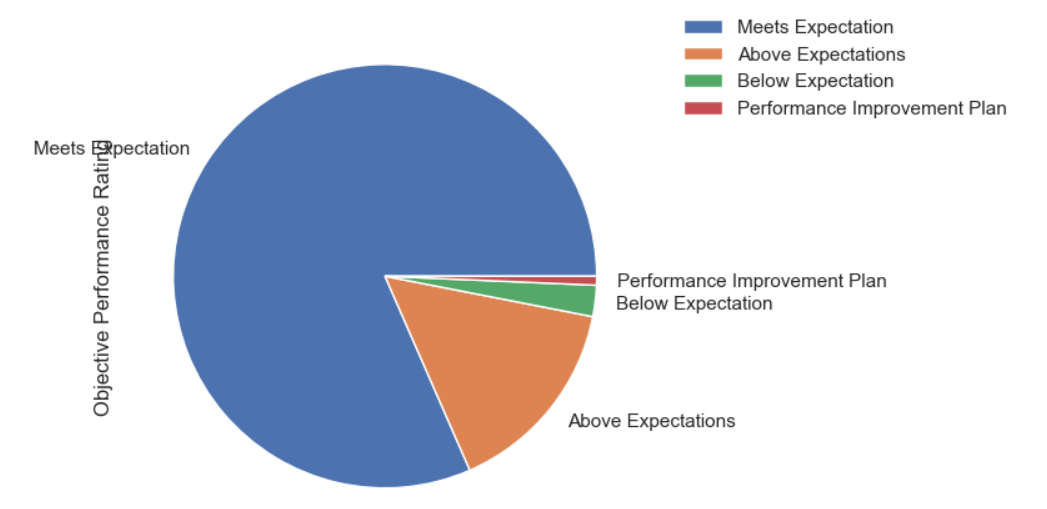 Meets Expectation
Above Expectations
Below Expectation
Performance Improvement Plan
Meets Expectation
Objective Performance Rating
Performance Improvement Plan
Below Expectation
Above Expectations